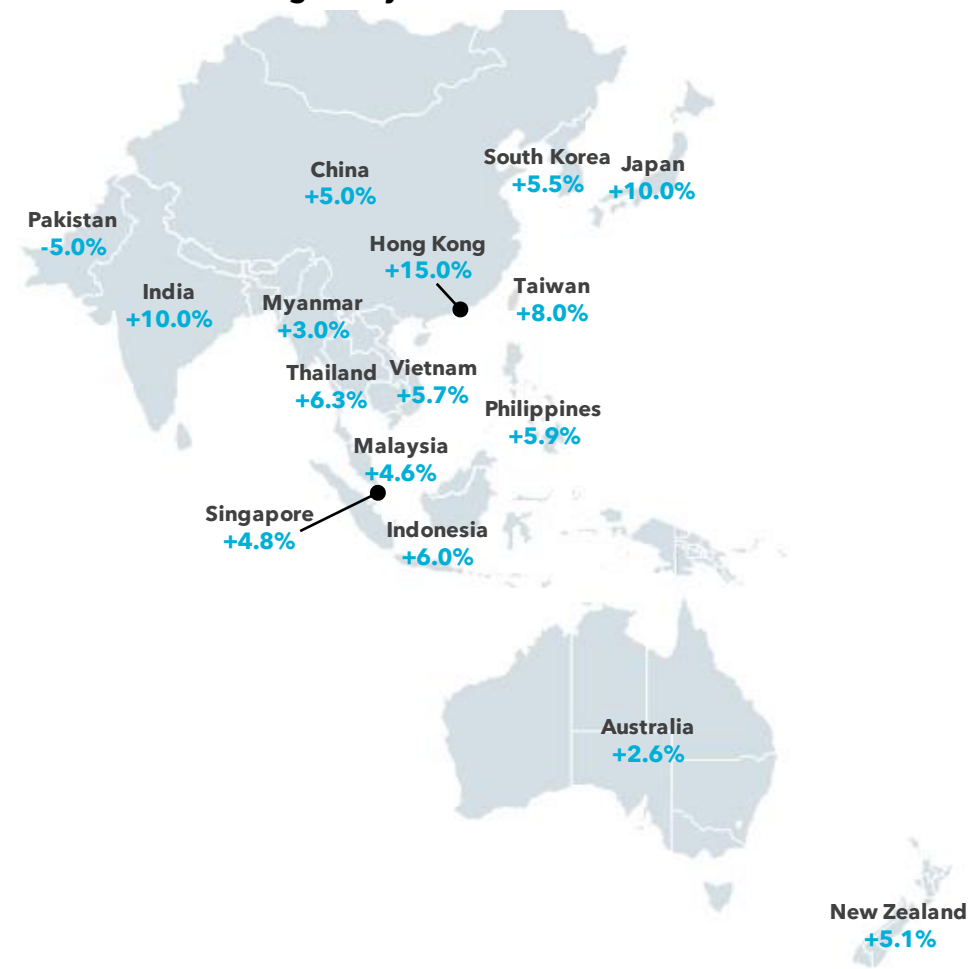 China
+5.0%
South Korea
+5.5%
Japan
+10.0%
Pakistan
-5.0%
Hong Kong
+15.0%
India
+10.0%
Myanmar
+3.0%
Taiwan
+8.0%
Thailand
+6.3%
Vietnam
+5.7%
Philippines
+5.9%
Malaysia
+4.6%
Singapore
+4.8%
Indonesia
+6.0%
Australia
+2.6%
New Zealand
+5.1%